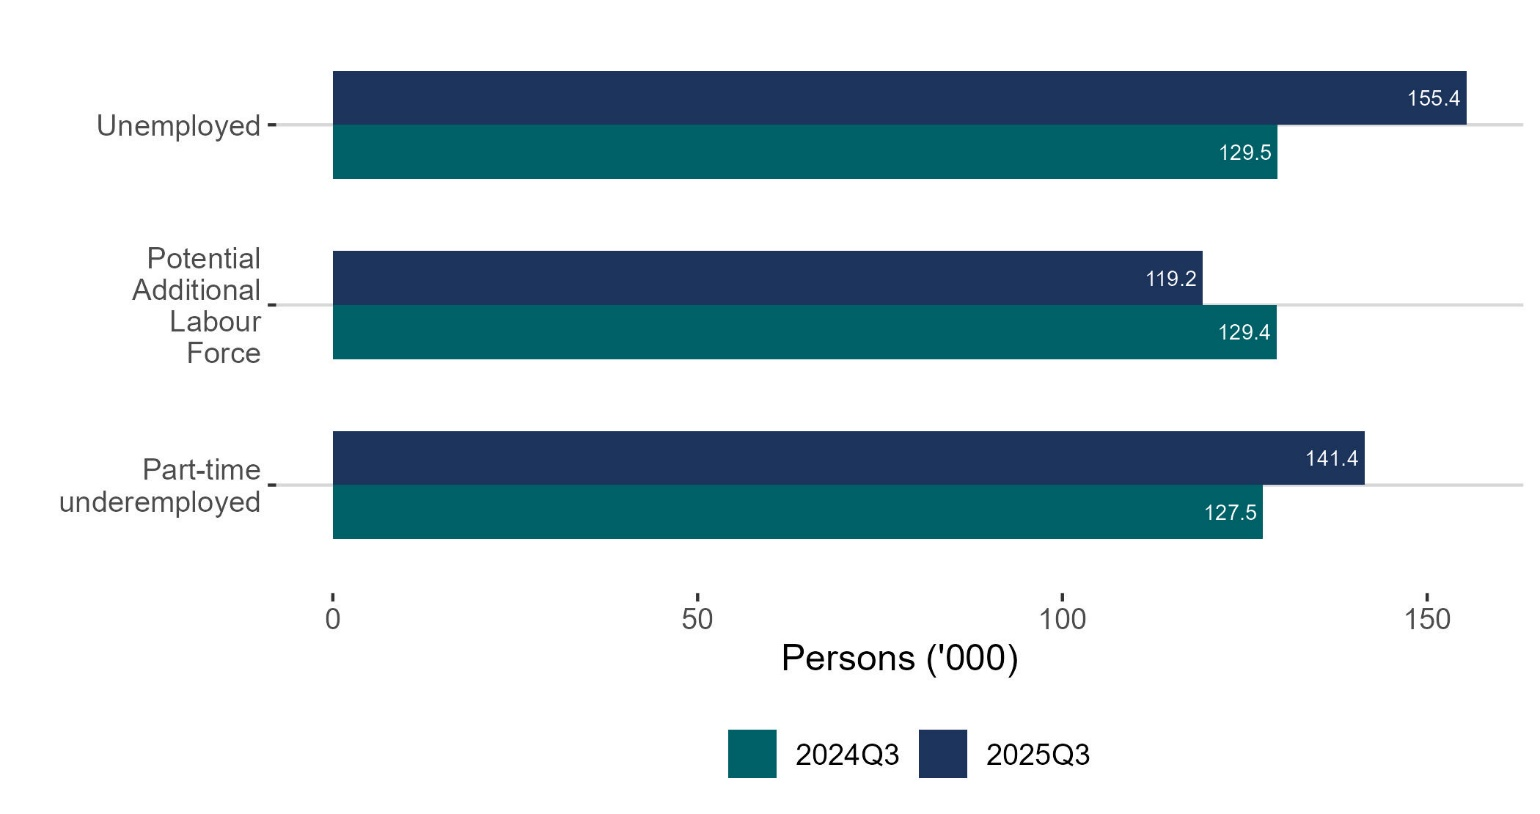 155.4
Unemployed
129.5
Potential
Additional
Labour
Force
119.2
129.4
141.4
Part-time
underemployed
127.5
0 50 100 150
Persons ('000)
2024Q3 2025Q3